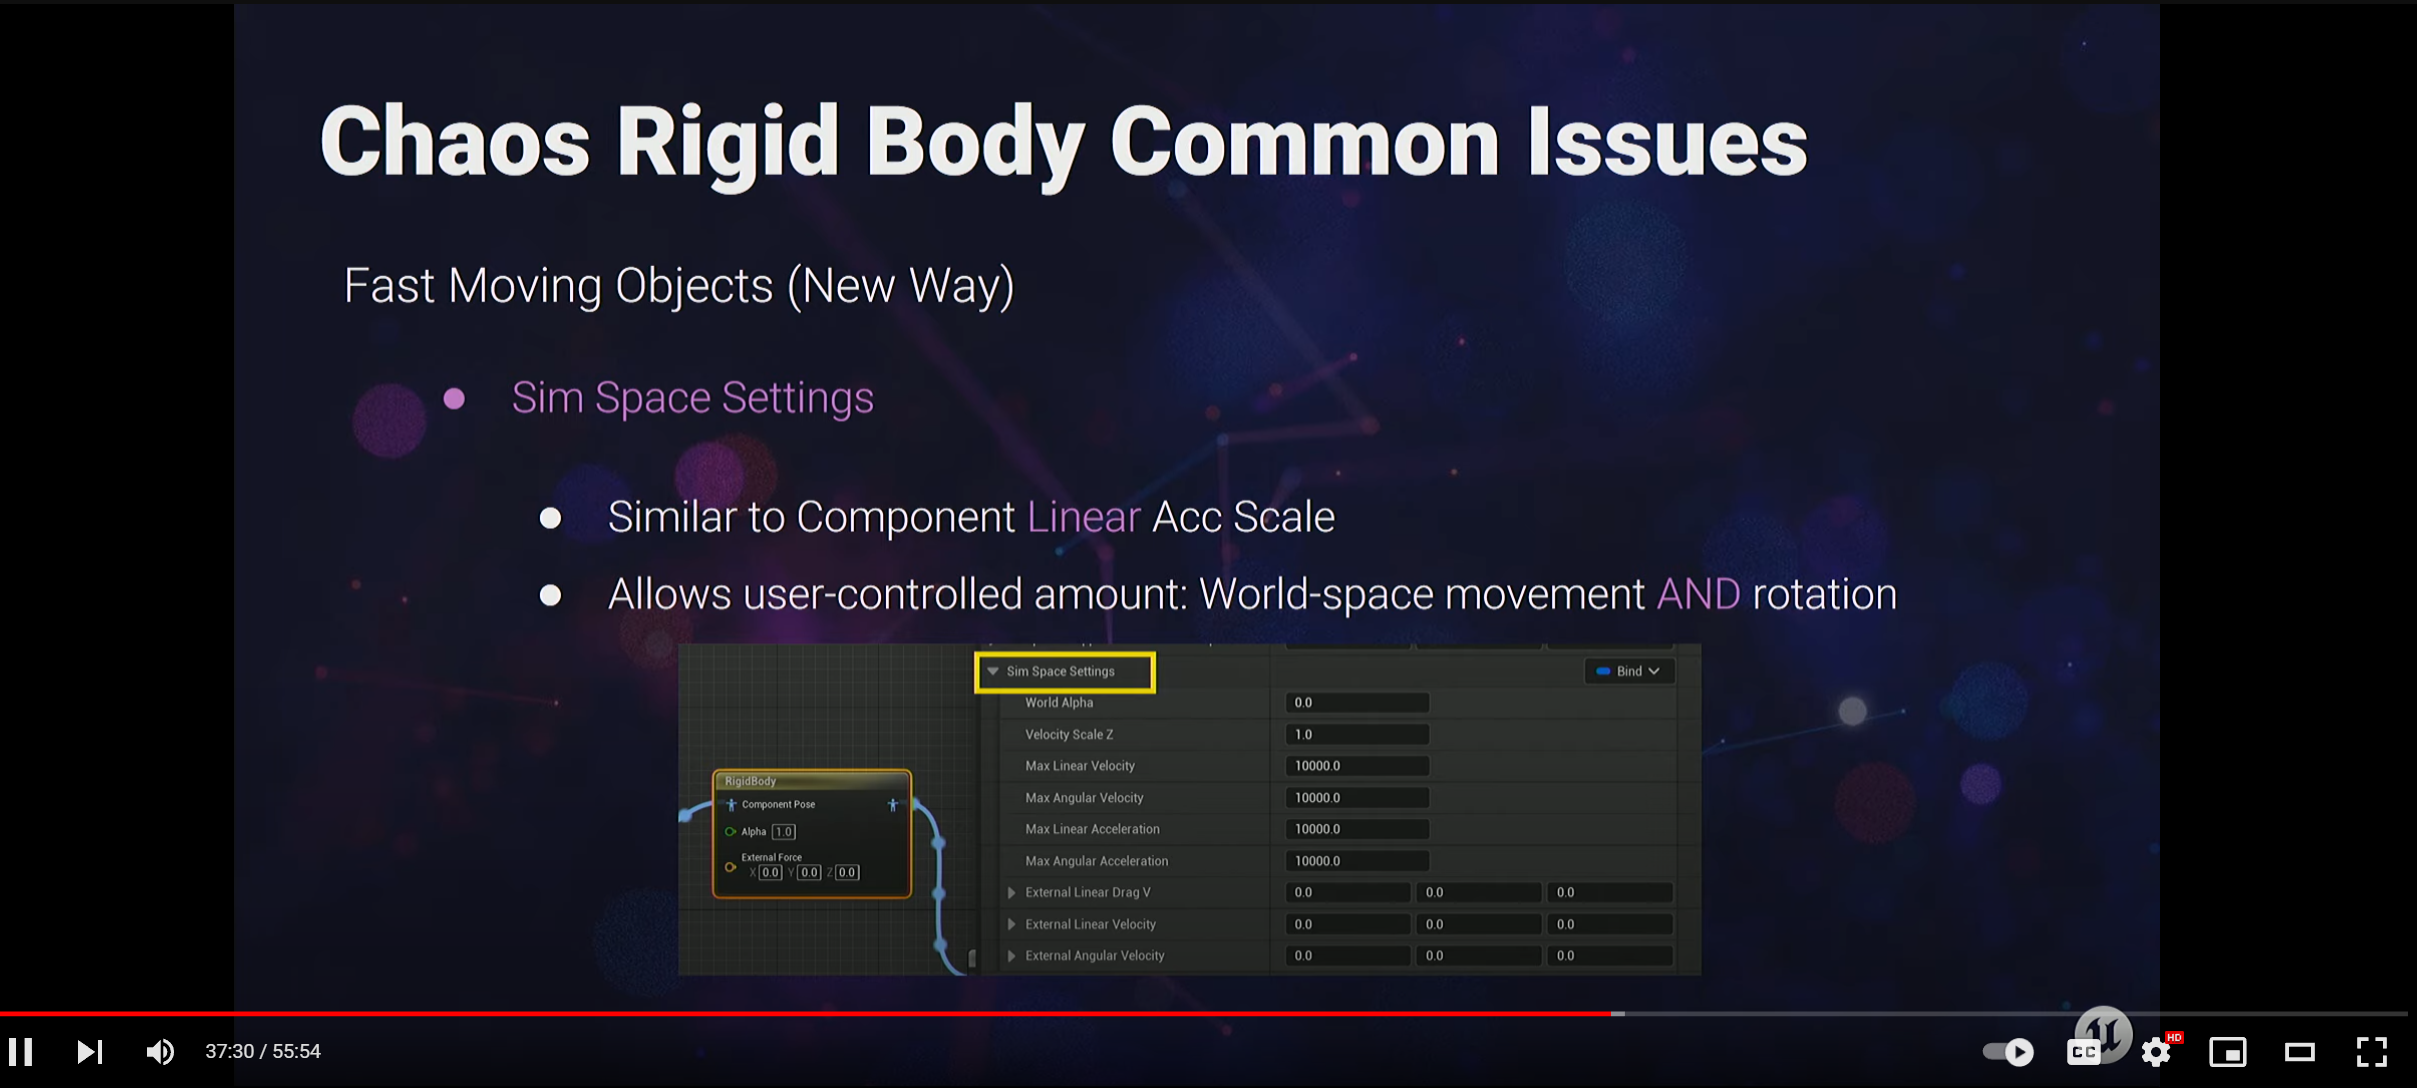 Chaos Rigid Body Common Issues
Fast Moving Objects (New Way)
Sim Space Settings
Similar to Component Linear Acc Scale
Allows user-controlled amount: World-space movement AND rotation
Sim Space Settings
Bind
World Alpha 0.0
Velocity Scale Z 1.0
Max Linear Velocity 10000.0
Max Angular Velocity 10000.0
Max Linear Acceleration 10000.0
Max Angular Acceleration 10000.0
External Linear Drag V 0.0 0.0 0.0
External Linear Velocity 0.0 0.0 0.0
External Angular Velocity 0.0 0.0 0.0
RigidBody
Component Pose
Alpha 1.0
External Force
X 0.0 Y 0.0 Z 0.0
37:30 / 55:54
CC
HD